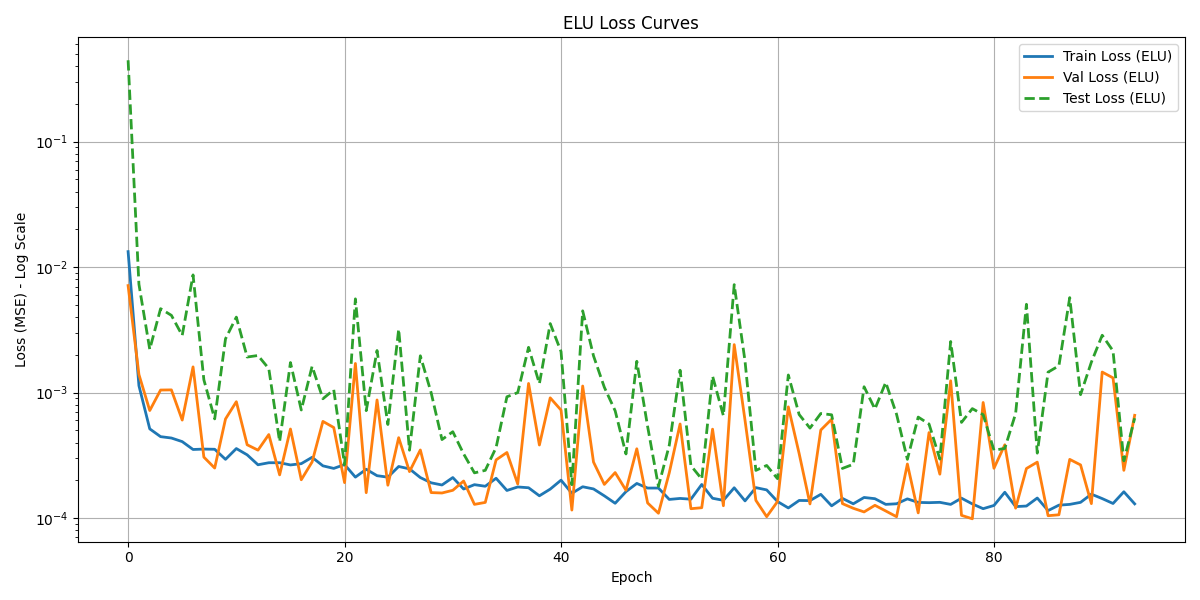 ELU Loss Curves
Train Loss (ELU)
Val Loss (ELU)
Test Loss (ELU)
Loss (MSE) - Log Scale
10⁻¹
10⁻²
10⁻³
10⁻⁴
0 20 40 60 80
Epoch